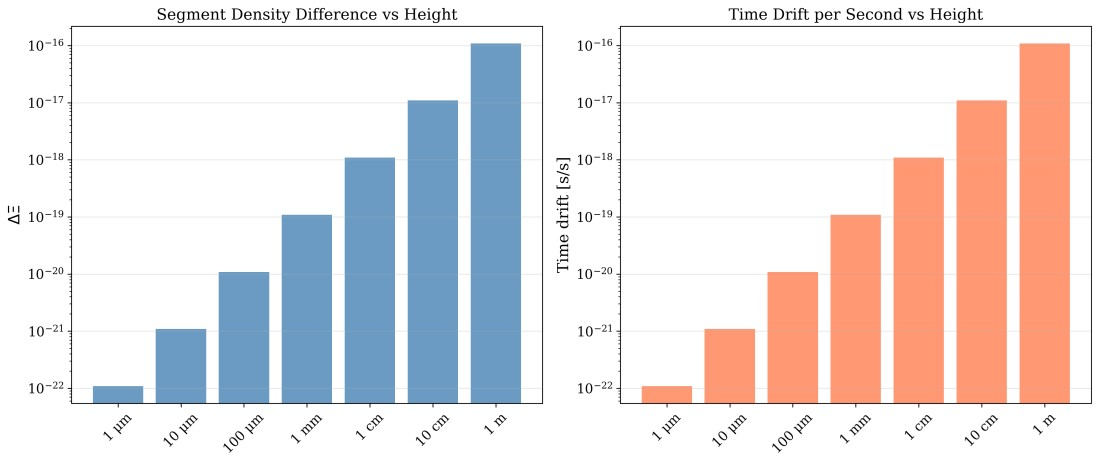 Segment Density Difference vs Height
ΔΞ
10⁻¹⁶
10⁻¹⁷
10⁻¹⁸
10⁻¹⁹
10⁻²⁰
10⁻²¹
10⁻²²
1 μm
10 μm
100 μm
1 mm
1 cm
10 cm
1 m
Time Drift per Second vs Height
Time drift [s/s]
10⁻¹⁶
10⁻¹⁷
10⁻¹⁸
10⁻¹⁹
10⁻²⁰
10⁻²¹
10⁻²²
1 μm
10 μm
100 μm
1 mm
1 cm
10 cm
1 m